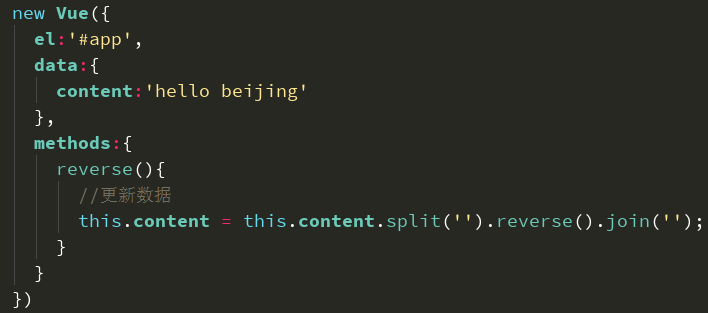 new Vue({
  el:'#app',
  data:{
    content:'hello beijing'
  },
  methods:{
    reverse(){
      //更新数据
      this.content = this.content.split('').reverse().join('');
    }
  }
})